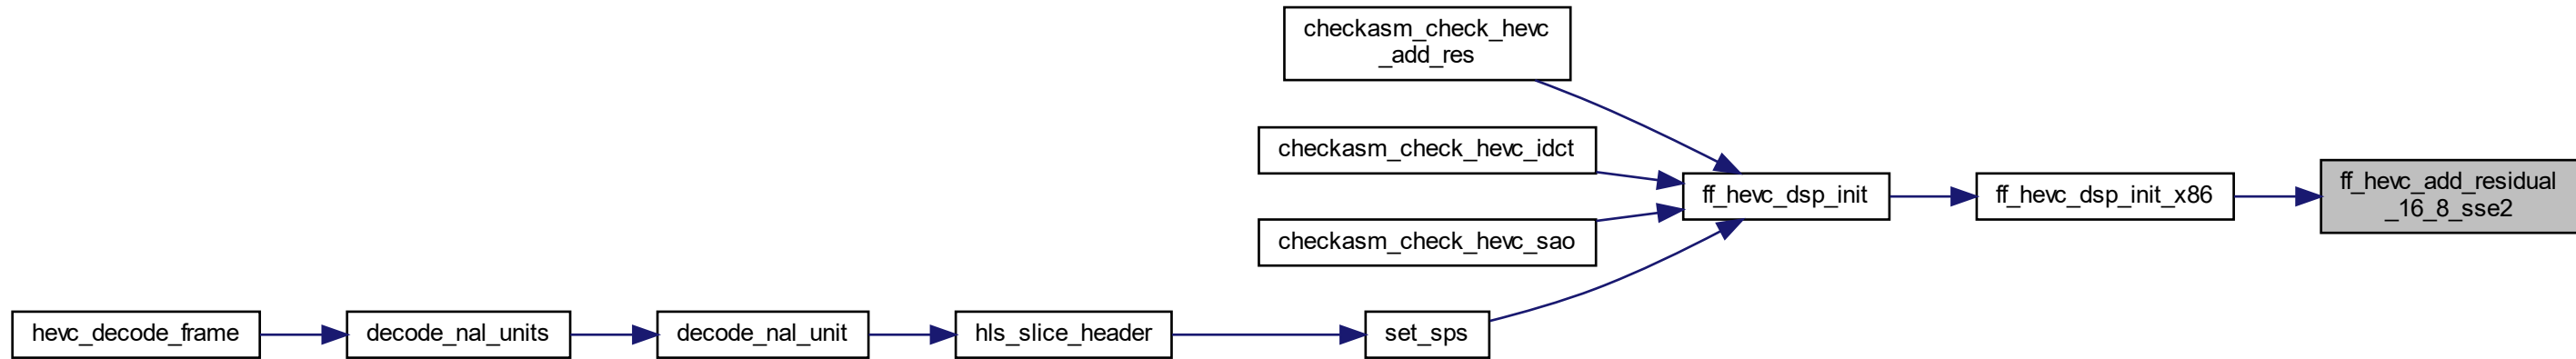 checkasm_check_hevc
_add_res
checkasm_check_hevc_idct
ff_hevc_dsp_init
ff_hevc_dsp_init_x86
ff_hevc_add_residual
_16_8_sse2
checkasm_check_hevc_sao
hevc_decode_frame
decode_nal_units
decode_nal_unit
hls_slice_header
set_sps